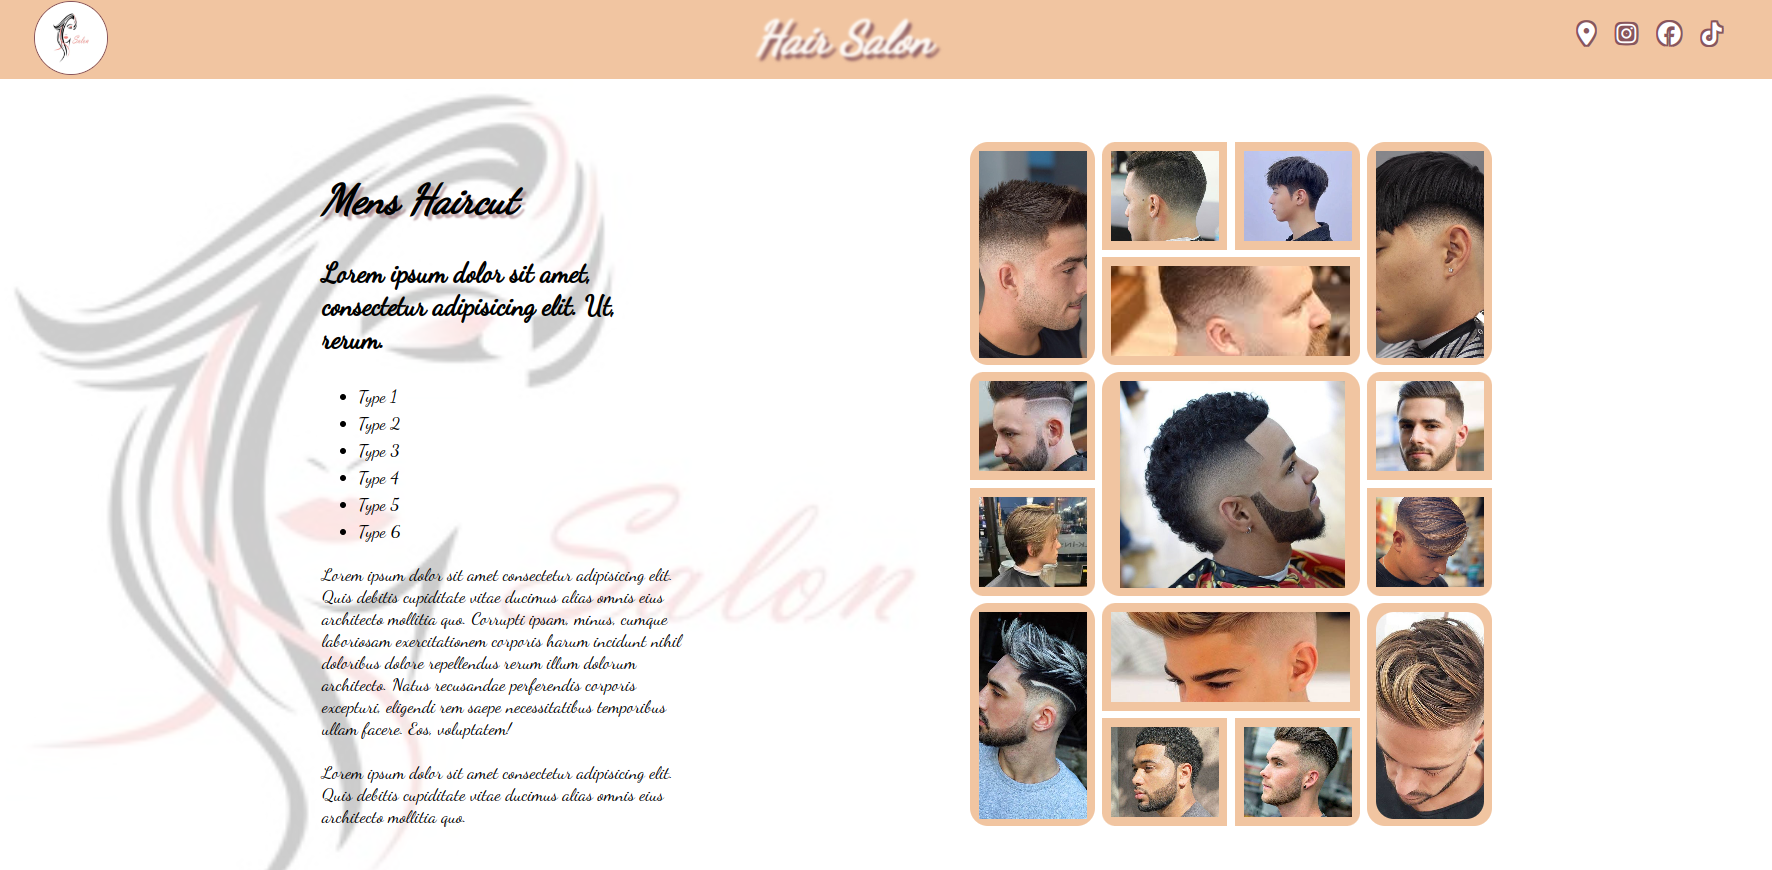 Salon
Hair Salon
Mens Haircut
Lorem ipsum dolor sit amet,
consectetur adipisicing elit. Ut,
rerum.
Type 1
Type 2
Type 3
Type 4
Type 5
Type 6
Salon
Lorem ipsum dolor sit amet consectetur adipisicing elit.
Quis debitis cupiditate vitae ducimus alias omnis eius
architecto mollitia quo. Corrupti ipsam, minus, cumque
laboriosam exercitationem corporis harum incidunt nihil
doloribus dolore repellendus rerum illum dolorum
architecto. Natus recusandae perferendis corporis
excepturi, eligendi rem saepe necessitatibus temporibus
ullam facere. Eos, voluptatem!
Lorem ipsum dolor sit amet consectetur adipisicing elit.
Quis debitis cupiditate vitae ducimus alias omnis eius
architecto mollitia quo.